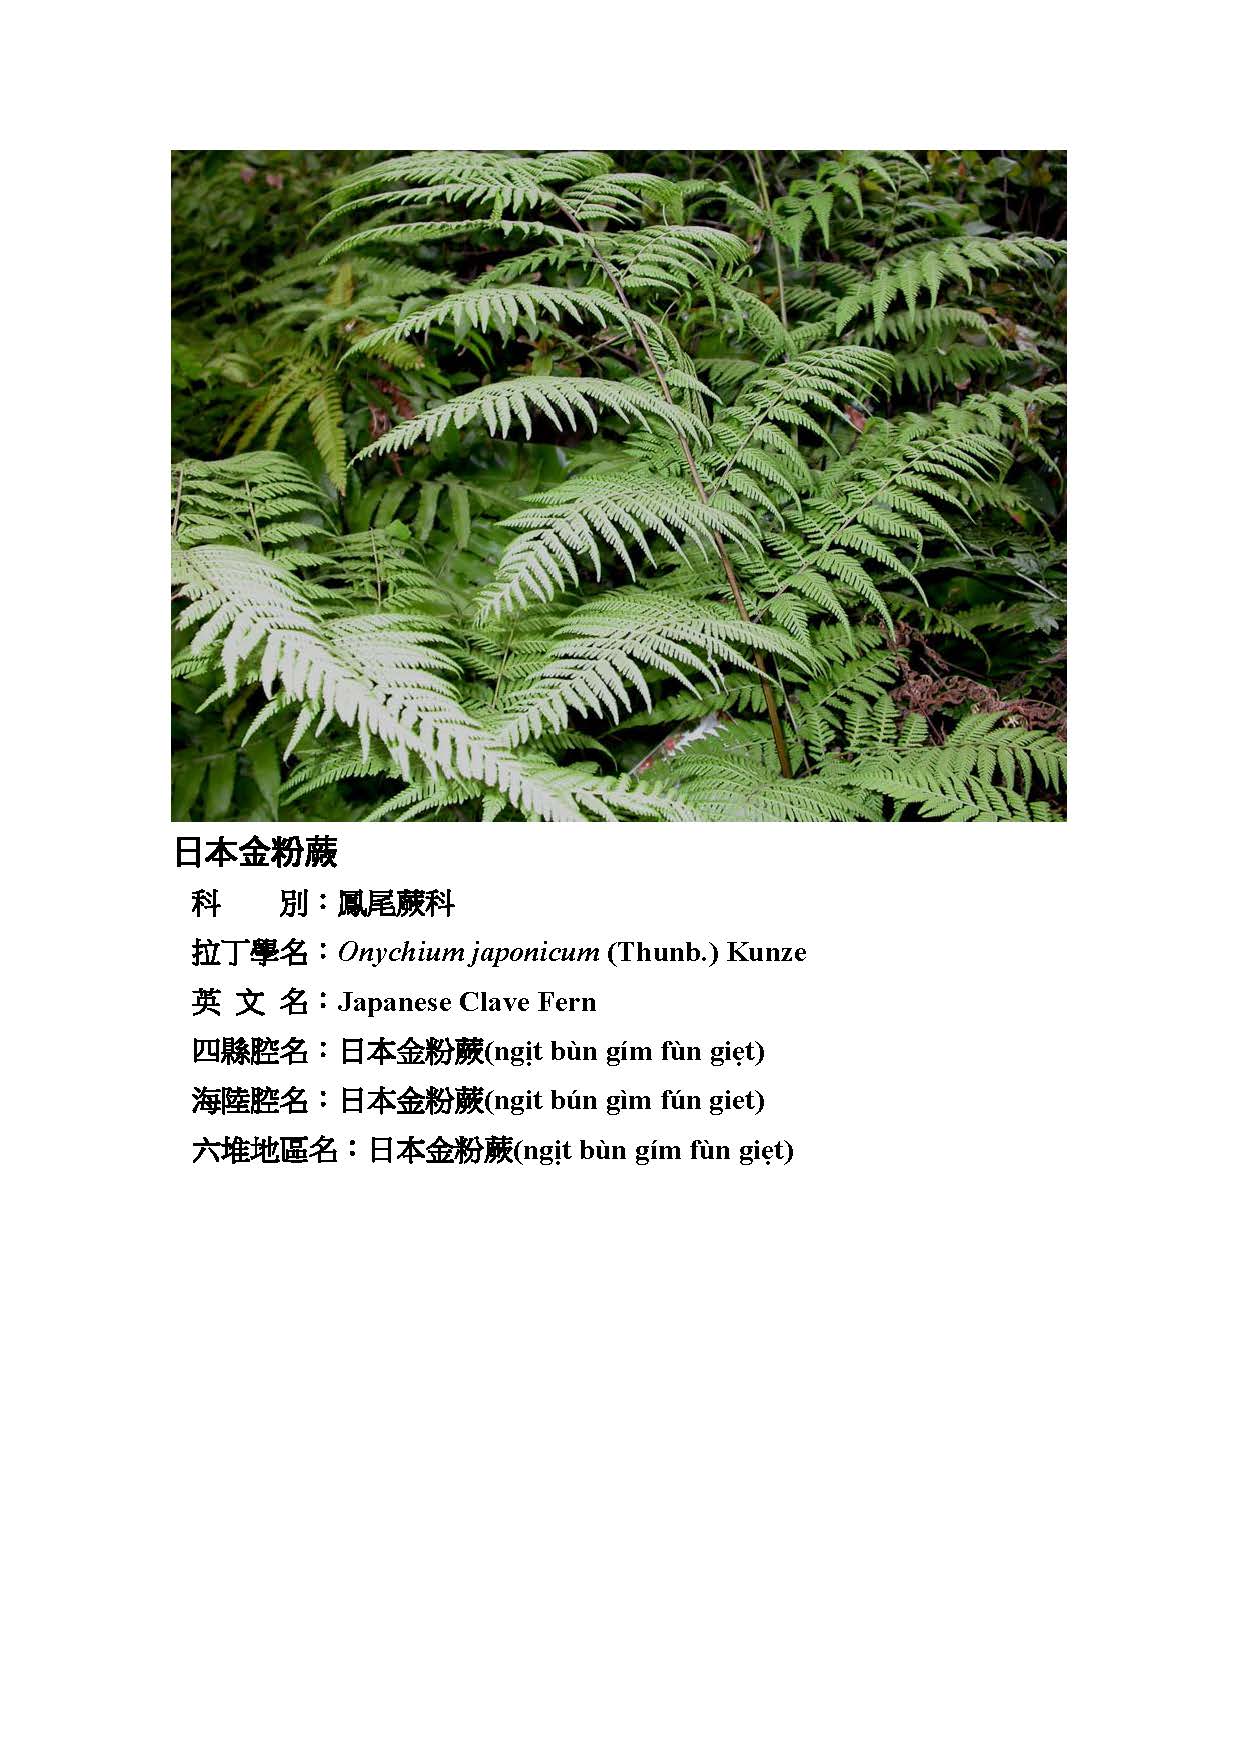 日本金粉蕨
科　　別：鳳尾蕨科
拉丁學名：Onychium japonicum (Thunb.) Kunze
英 文 名：Japanese Clave Fern
四縣腔名：日本金粉蕨(ngịt bùn gím fùn giẹt)
海陸腔名：日本金粉蕨(ngit bún gìm fún giet)
六堆地區名：日本金粉蕨(ngịt bùn gím fùn giẹt)